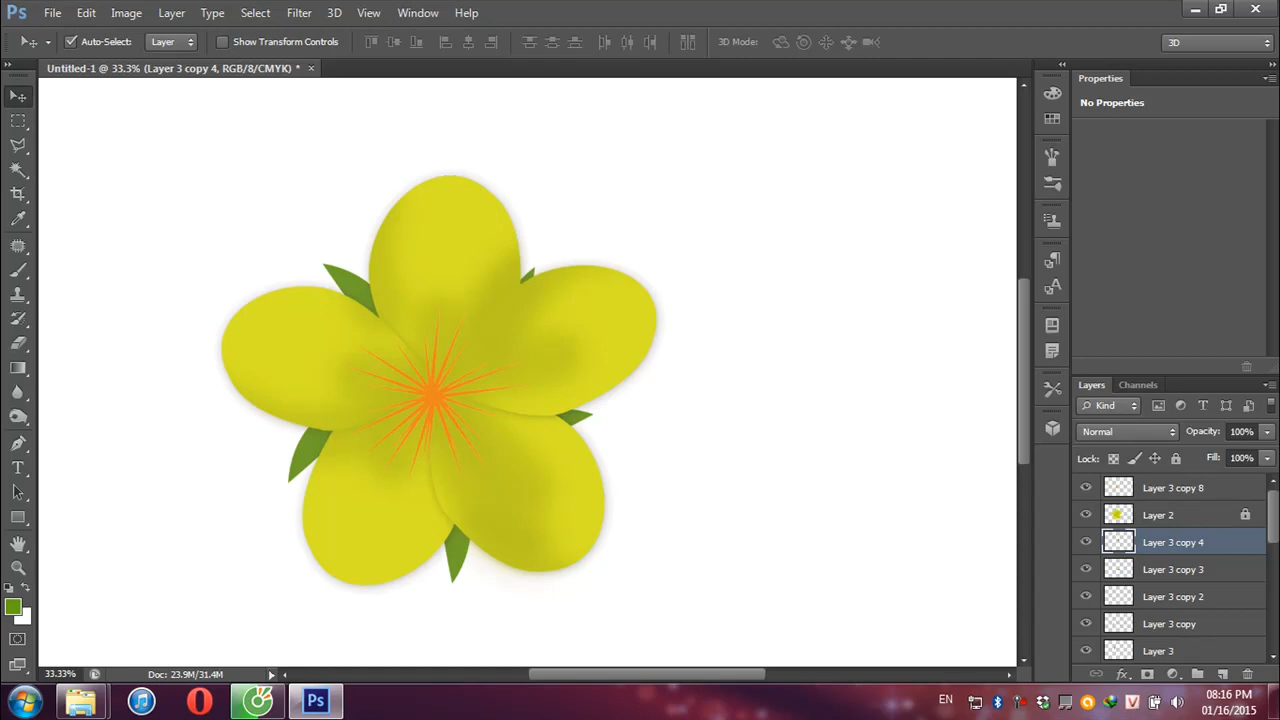 Ps File Edit Image Layer Type Select Filter 3D View Window Help
Auto-Select: Layer Show Transform Controls 3D Mode: 3D
Untitled-1 @ 33.3% (Layer 3 copy 4, RGB/8/CMYK) *
Properties
No Properties
Layers Channels
Kind
Normal Opacity: 100%
Lock: Fill: 100%
Layer 3 copy 8
Layer 2
Layer 3 copy 4
Layer 3 copy 3
Layer 3 copy 2
Layer 3 copy
Layer 3
33.33% Doc: 23.9M/31.4M
Ps EN V 08:16 PM
01/16/2015